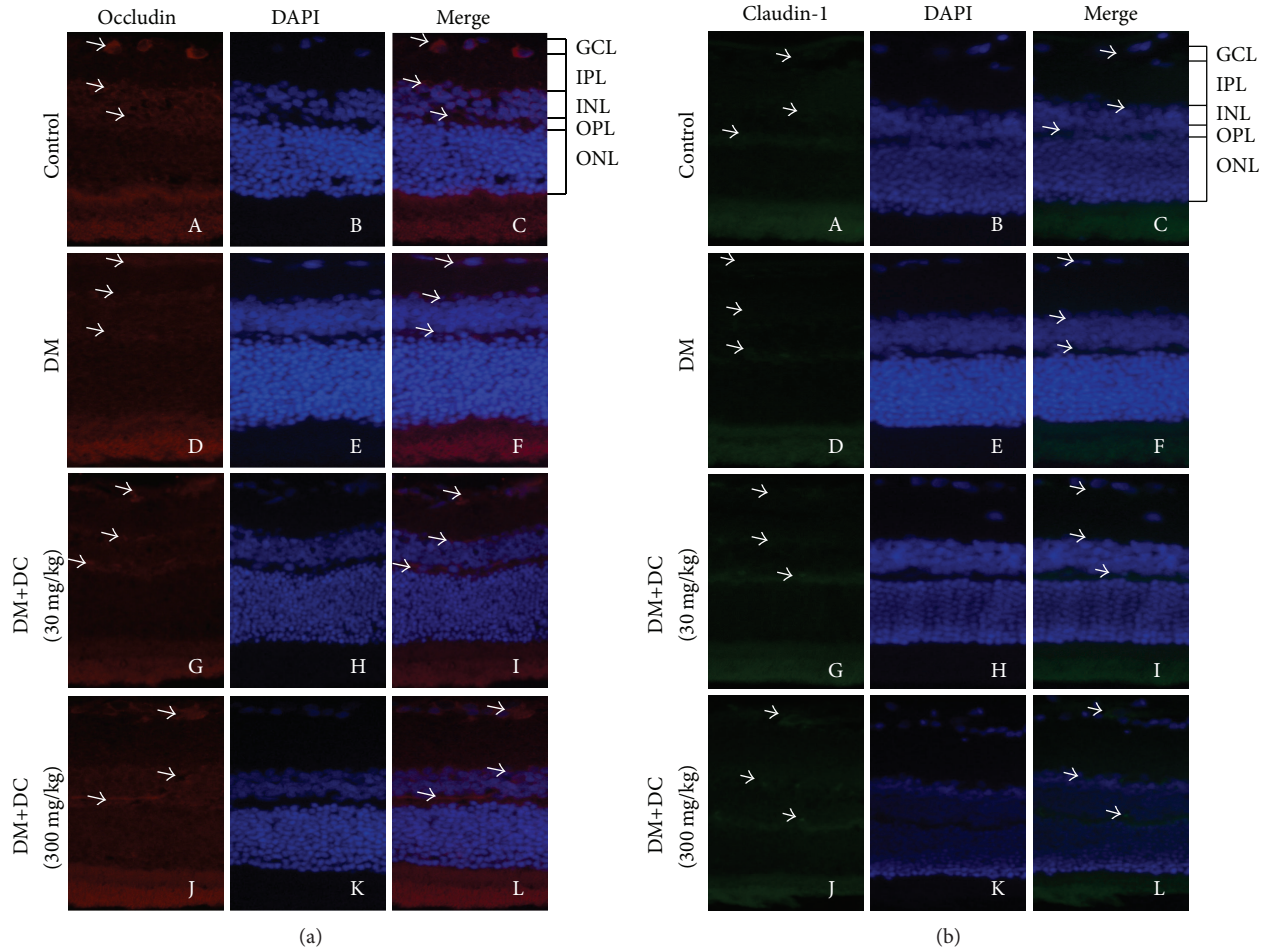 Occludin DAPI Merge
Control
A B C
GCL
IPL
INL
OPL
ONL
DM
D E F
DM+DC
(30 mg/kg)
G H I
DM+DC
(300 mg/kg)
J K L
(a)
Claudin-1 DAPI Merge
Control
A B C
GCL
IPL
INL
OPL
ONL
DM
D E F
DM+DC
(30 mg/kg)
G H I
DM+DC
(300 mg/kg)
J K L
(b)